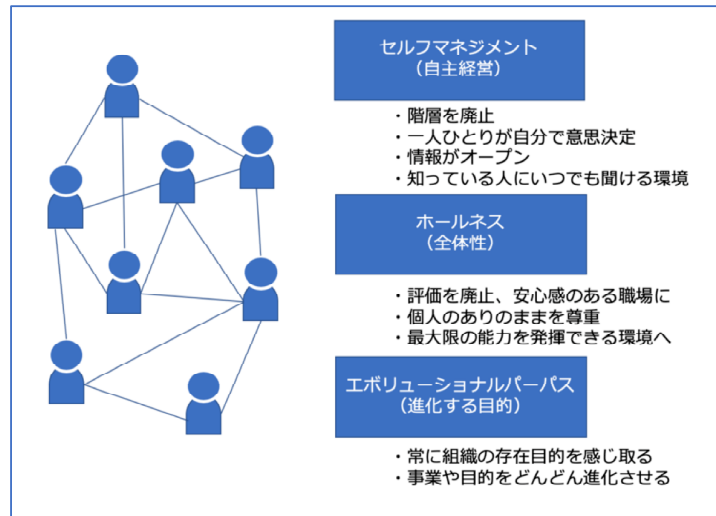 セルフマネジメント
（自主経営）
・階層を廃止
・一人ひとりが自分で意思決定
・情報がオープン
・知っている人にいつでも聞ける環境
ホールネス
（全体性）
・評価を廃止、安心感のある職場に
・個人のありのままを尊重
・最大限の能力を発揮できる環境へ
エボリューショナルパーパス
（進化する目的）
・常に組織の存在目的を感じ取る
・事業や目的をどんどん進化させる